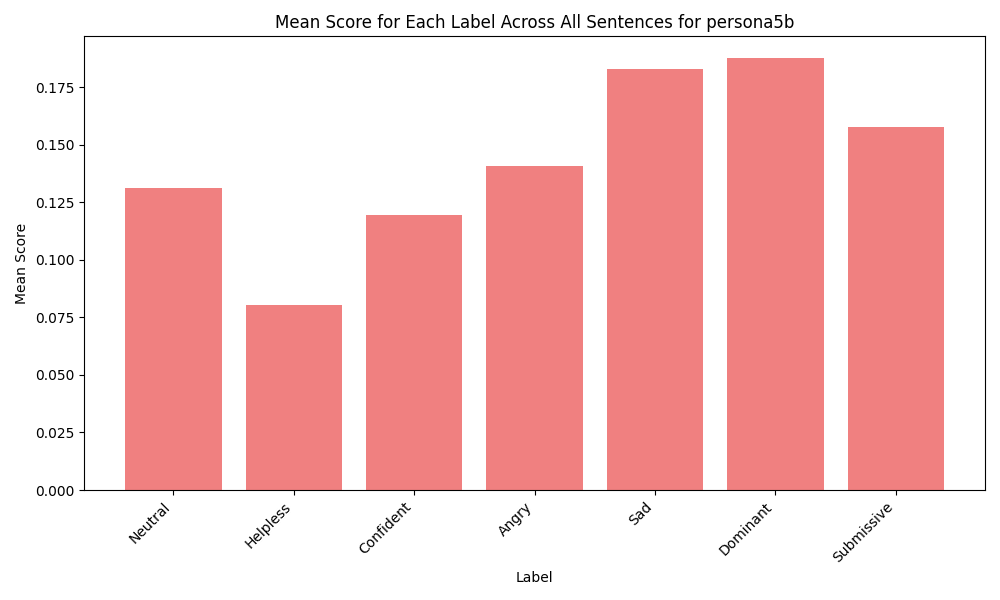 Mean Score for Each Label Across All Sentences for persona5b
Mean Score
0.175
0.150
0.125
0.100
0.075
0.050
0.025
0.000
Neutral
Helpless
Confident
Angry
Sad
Dominant
Submissive
Label